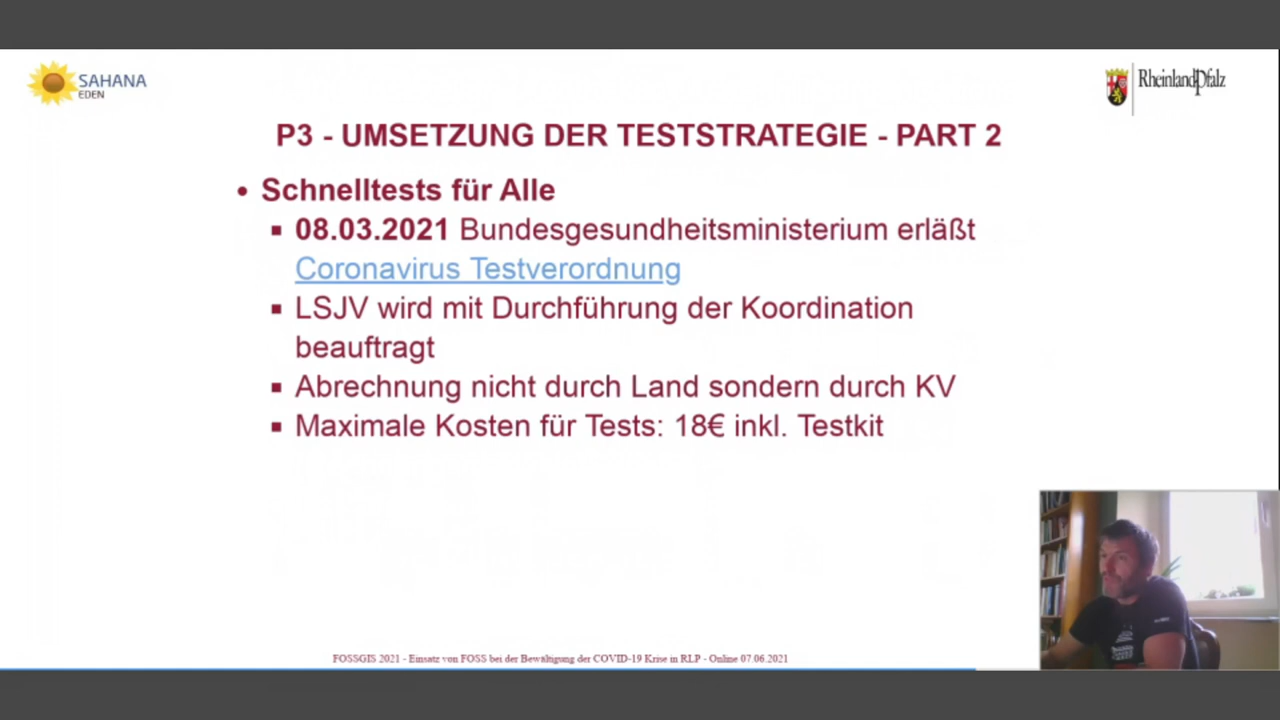 SAHANA
EDEN
RheinlandPfalz
P3 - UMSETZUNG DER TESTSTRATEGIE - PART 2
• Schnelltests für Alle
▪ 08.03.2021 Bundesgesundheitsministerium erläßt
Coronavirus Testverordnung
▪ LSJV wird mit Durchführung der Koordination
beauftragt
▪ Abrechnung nicht durch Land sondern durch KV
▪ Maximale Kosten für Tests: 18€ inkl. Testkit
FOSSGIS 2021 - Einsatz von FOSS bei der Bewältigung der COVID-19 Krise in RLP - Online 07.06.2021